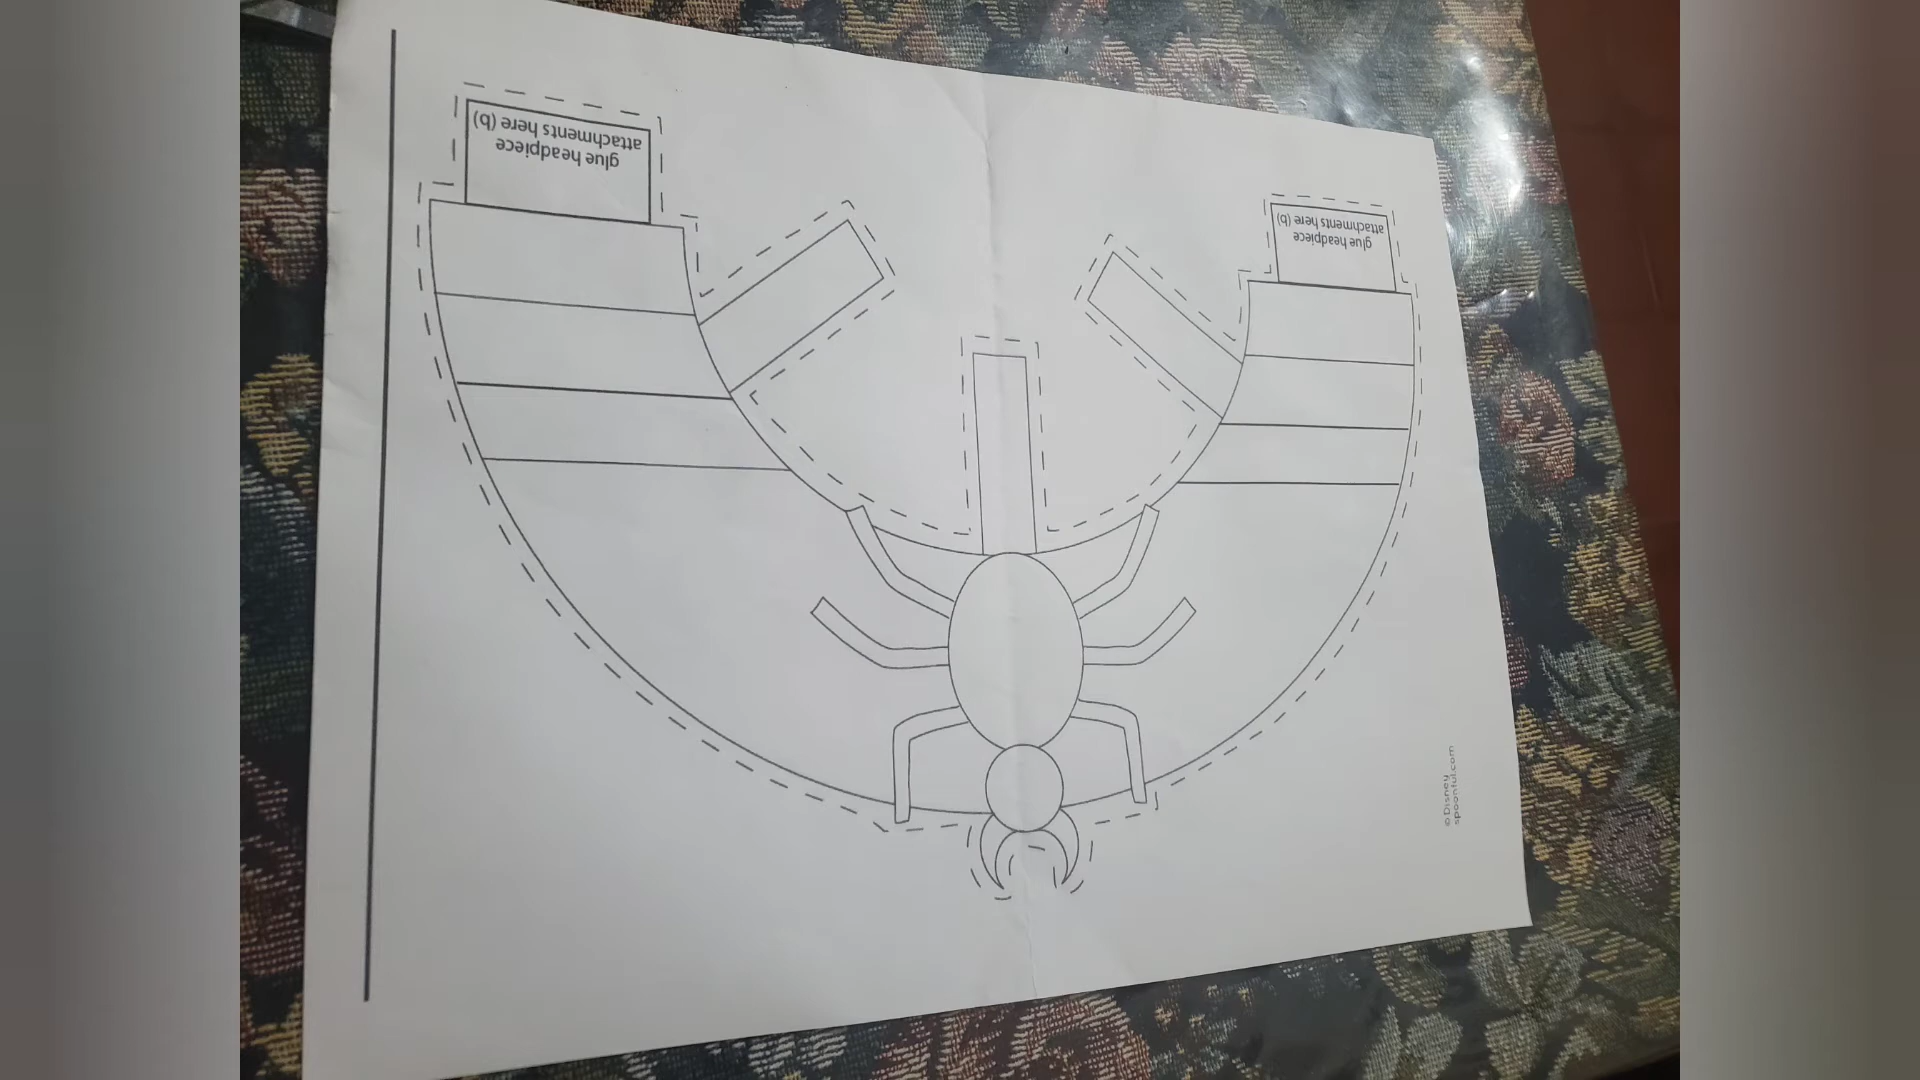 glue headpiece
attachments here (b)
glue headpiece
attachments here (b)
© Disney
spoonful.com